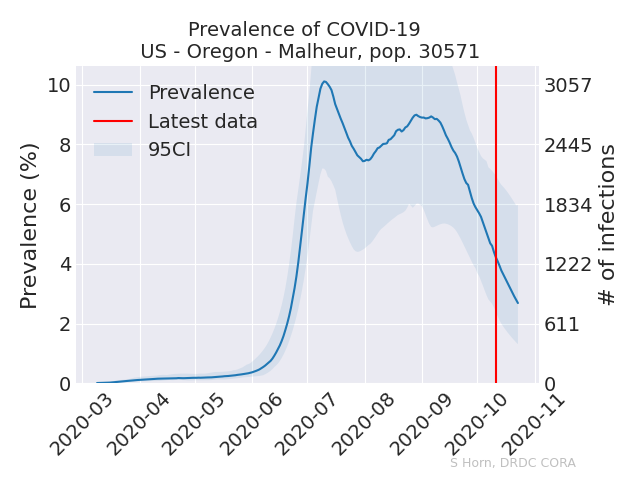 Prevalence of COVID-19
US - Oregon - Malheur, pop. 30571
Prevalence (%)
10
8
6
4
2
0
Prevalence
Latest data
95CI
3057
2445
1834
1222
611
0
# of infections
2020-03
2020-04
2020-05
2020-06
2020-07
2020-08
2020-09
2020-10
2020-11
S Horn, DRDC CORA